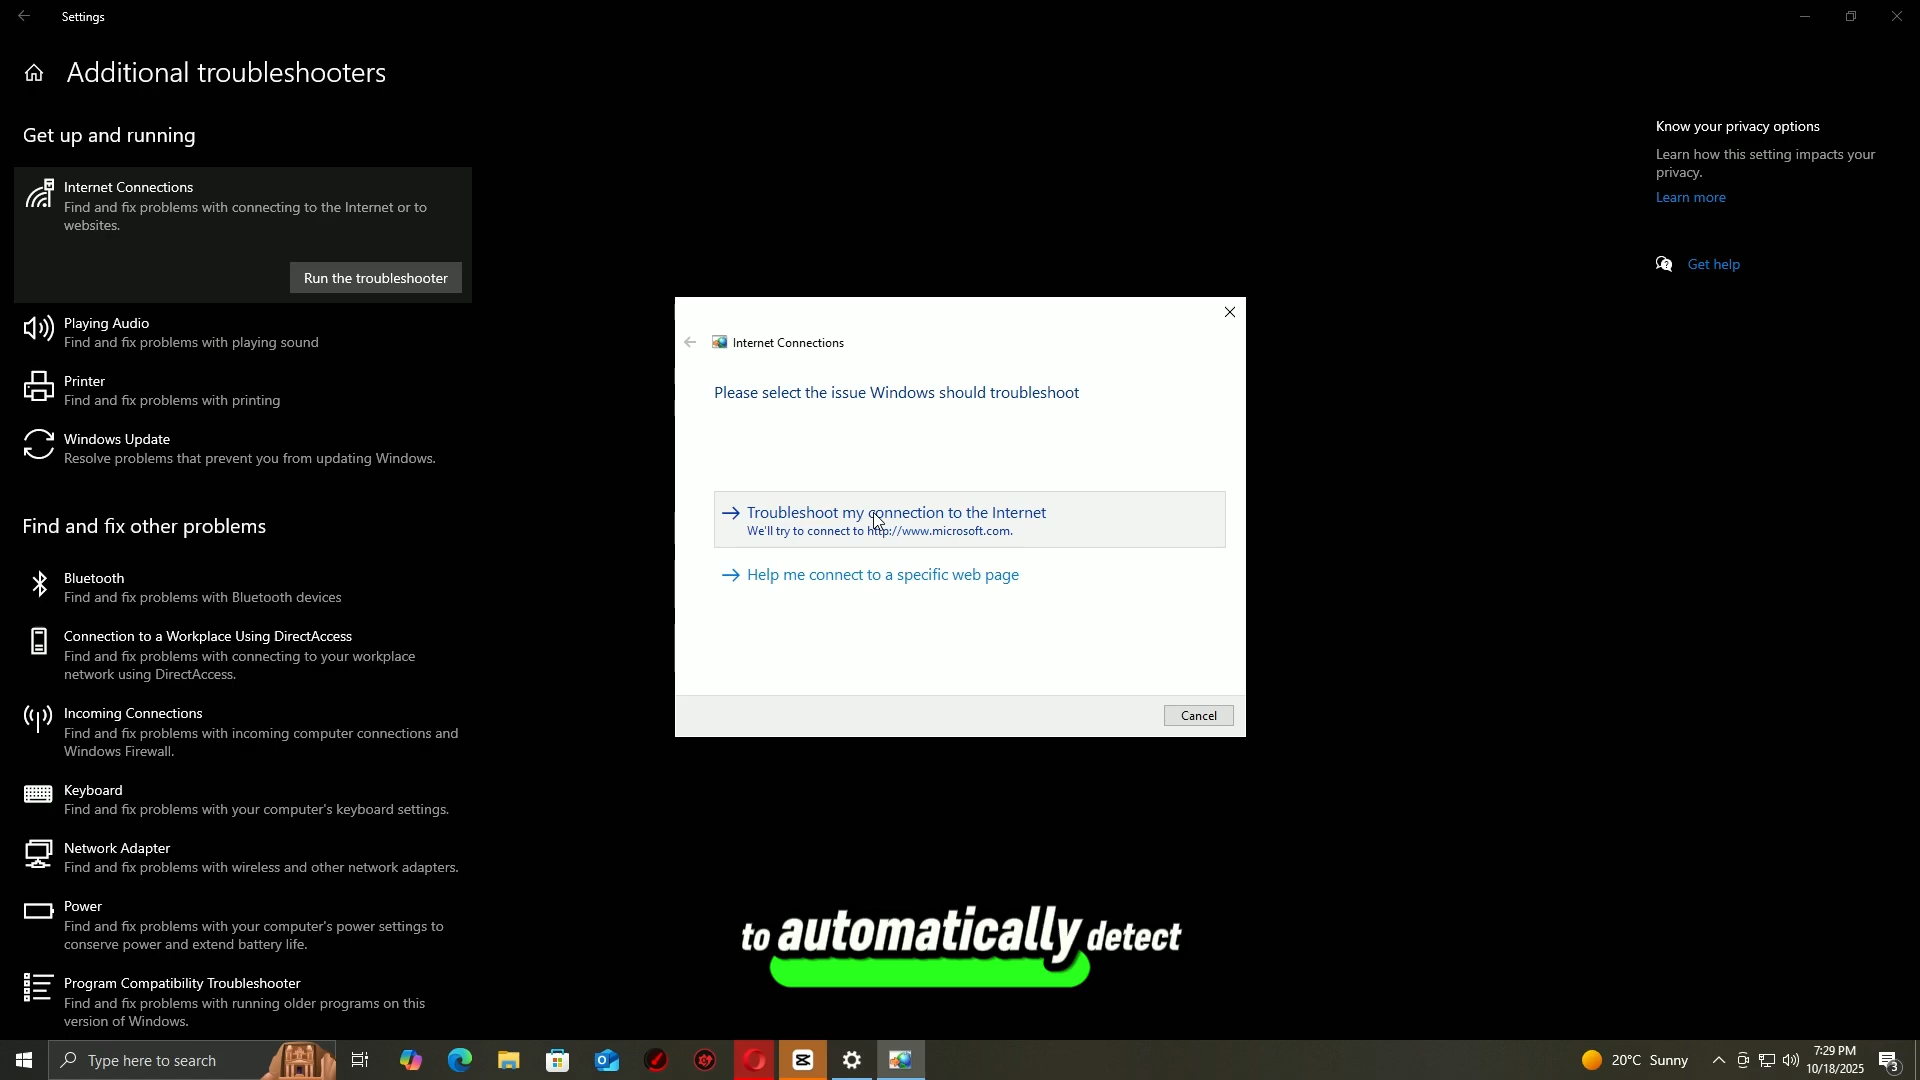 Settings
Additional troubleshooters
Get up and running
Internet Connections
Find and fix problems with connecting to the Internet or to
websites.
Run the troubleshooter
Playing Audio
Find and fix problems with playing sound
Printer
Find and fix problems with printing
Windows Update
Resolve problems that prevent you from updating Windows.
Find and fix other problems
Bluetooth
Find and fix problems with Bluetooth devices
Connection to a Workplace Using DirectAccess
Find and fix problems with connecting to your workplace
network using DirectAccess.
Incoming Connections
Find and fix problems with incoming computer connections and
Windows Firewall.
Keyboard
Find and fix problems with your computer's keyboard settings.
Network Adapter
Find and fix problems with wireless and other network adapters.
Power
Find and fix problems with your computer's power settings to
conserve power and extend battery life.
Program Compatibility Troubleshooter
Find and fix problems with running older programs on this
version of Windows.
Internet Connections
Please select the issue Windows should troubleshoot
Troubleshoot my connection to the Internet
We'll try to connect to http://www.microsoft.com.
Help me connect to a specific web page
Cancel
Know your privacy options
Learn how this setting impacts your
privacy.
Learn more
Get help
to automatically detect
Type here to search
20°C Sunny
7:29 PM
10/18/2025
3